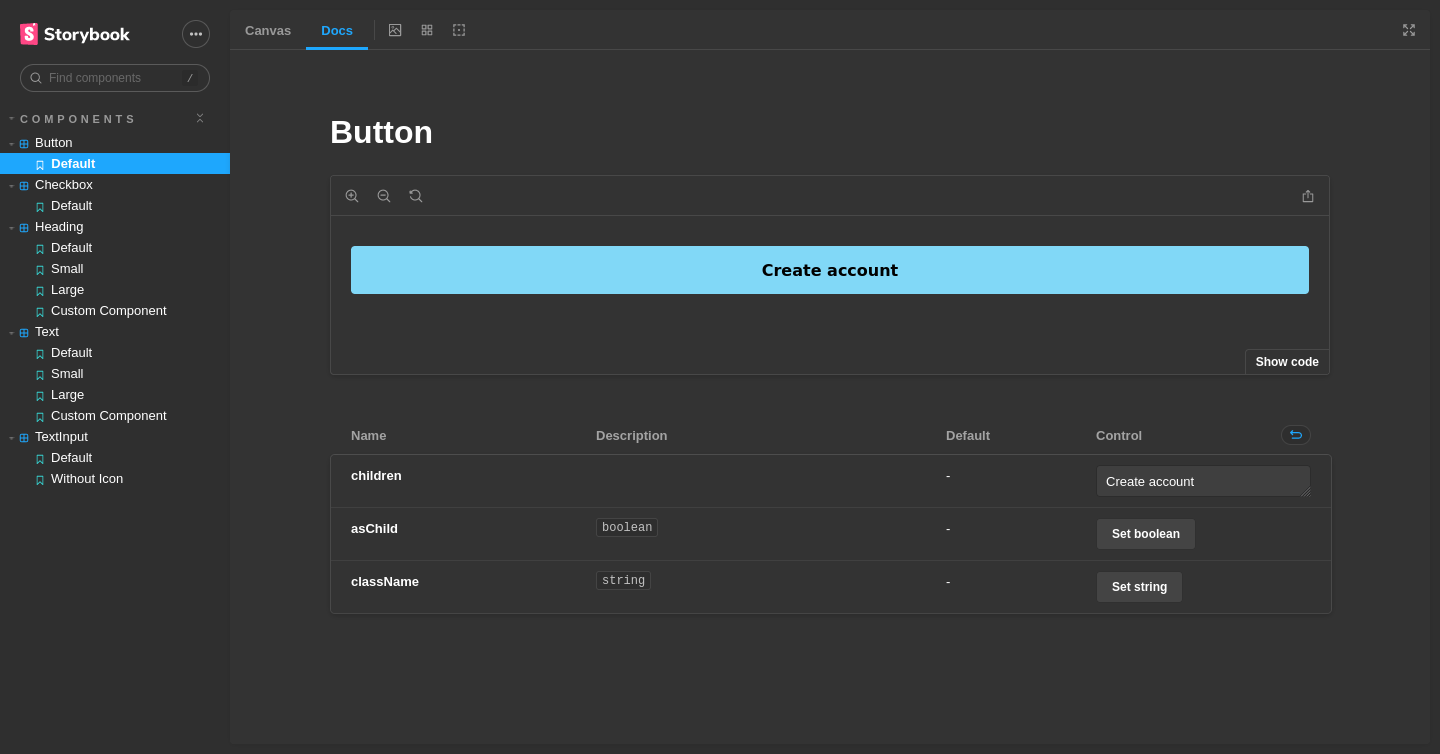 Storybook
Find components /
COMPONENTS
Button
Default
Checkbox
Default
Heading
Default
Small
Large
Custom Component
Text
Default
Small
Large
Custom Component
TextInput
Default
Without Icon
Canvas Docs
Button
Create account
Show code
Name Description Default Control
children - Create account
asChild boolean - Set boolean
className string - Set string